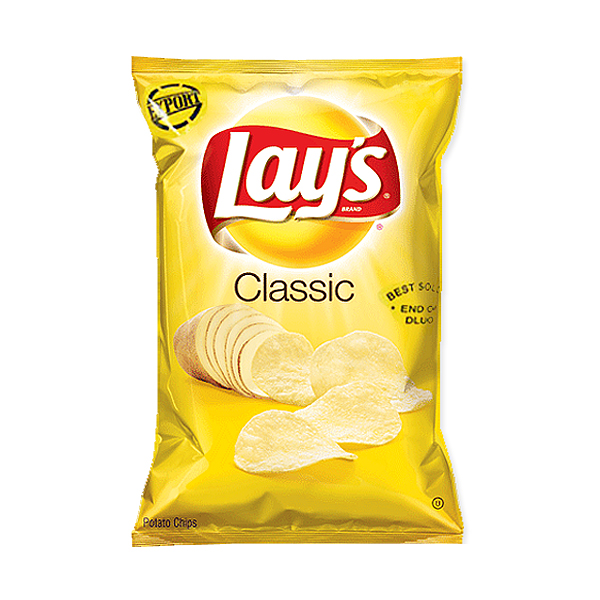 EXPORT
Lay's
BRAND
®
®
Classic
BEST SOL
• END O
DLUO
Potato Chips
U